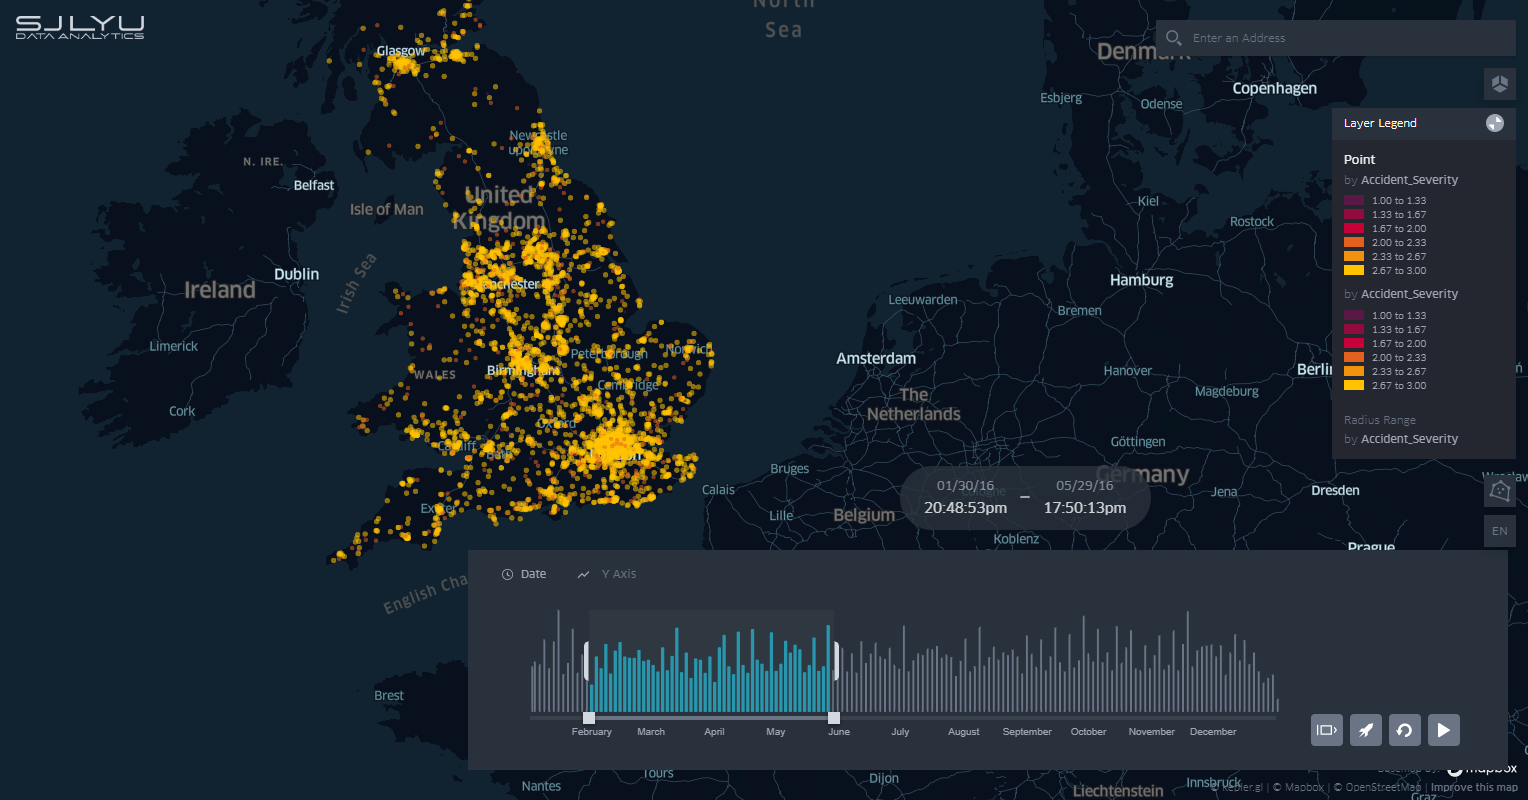 SJLYU
DATA ANALYTICS
North
Sea
Enter an Address
Glasgow
Denmark
Copenhagen
Esbjerg
Odense
Layer Legend
Newcastle
upon Tyne
N. IRE.
Belfast
United
Kingdom
Isle of Man
Kiel
Rostock
Point
by Accident_Severity
1.00 to 1.33
1.33 to 1.67
1.67 to 2.00
2.00 to 2.33
2.33 to 2.67
2.67 to 3.00
by Accident_Severity
1.00 to 1.33
1.33 to 1.67
1.67 to 2.00
2.00 to 2.33
2.33 to 2.67
2.67 to 3.00
Radius Range
by Accident_Severity
Dublin
Ireland
Irish Sea
Manchester
Hamburg
Leeuwarden
Bremen
Limerick
Peterborough
Norwich
Amsterdam
WALES
Birmingham
Cambridge
Hanover
Berlin
Magdeburg
The
Netherlands
Cork
Oxford
Cardiff
Bath
London
Göttingen
Bruges
Germany
Calais
Exeter
Lille
Belgium
Cologne
Jena
Dresden
Wrocław
01/30/16
20:48:53pm
–
05/29/16
17:50:13pm
EN
Koblenz
Prague
English Cha
Date
Y Axis
Brest
February
March
April
May
June
July
August
September
October
November
December
Nantes
Tours
Dijon
Liechtenstein
Innsbruck
Graz
Basemap by:
mapbox
© kepler.gl | © Mapbox | © OpenStreetMap | Improve this map